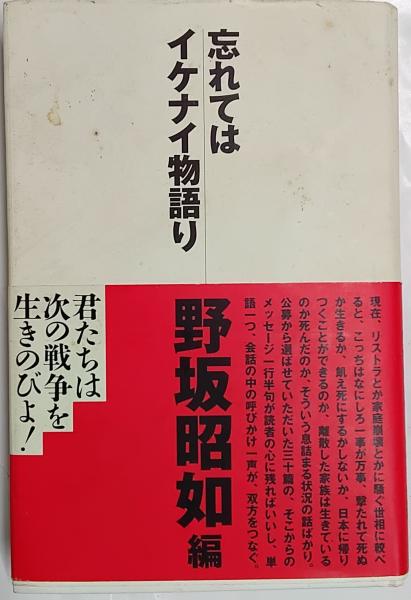 忘れては
イケナイ物語り
野坂昭如 編
現在、リストラとか家庭崩壊とかに騒ぐ世相に較べ
ると、こっちはなにしろ一事が万事、撃たれて死ぬ
か生きるか、飢え死にするかしないか、日本に帰り
つくことができるのか、離散した家族は生きている
のか死んだのか、そういう息詰まる状況の話ばかり。
公募から選ばせていただいた三十篇の、そこからの
メッセージ一行半句が読者の心に残ればいいし、単
語一つ、会話の中の呼びかけ一声が、双方をつなぐ。
君たちは
次の戦争を
生きのびよ!